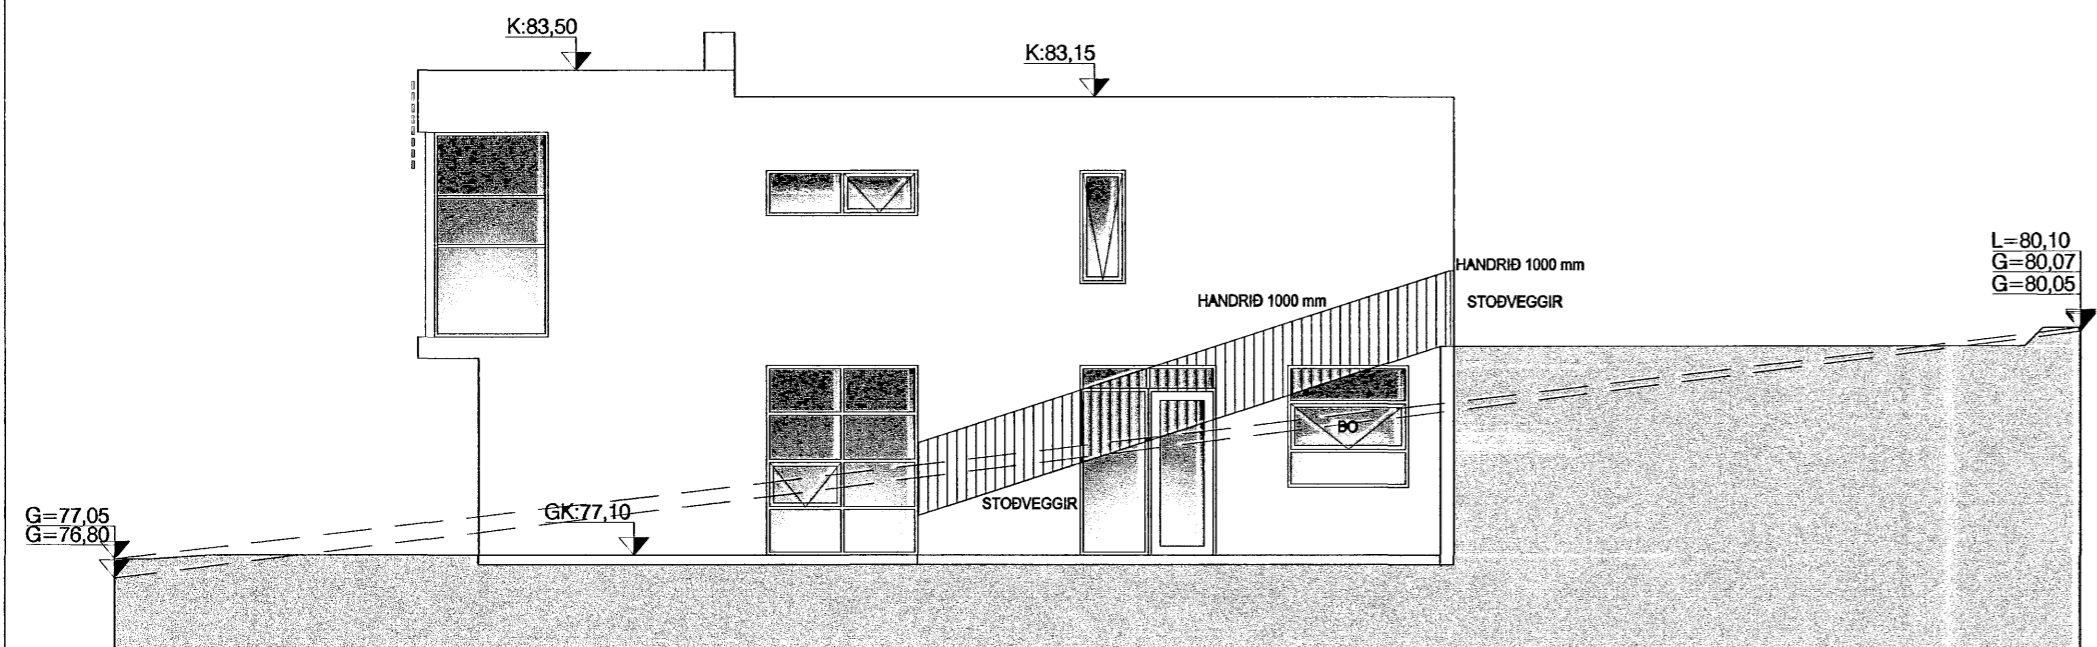 K:83,50
K:83,15
L=80,10
G=80,07
G=80,05
HANDRIÐ 1000 mm
HANDRIÐ 1000 mm
STOÐVEGGIR
BO
STOÐVEGGIR
GK:77,10
G=77,05
G=76,80